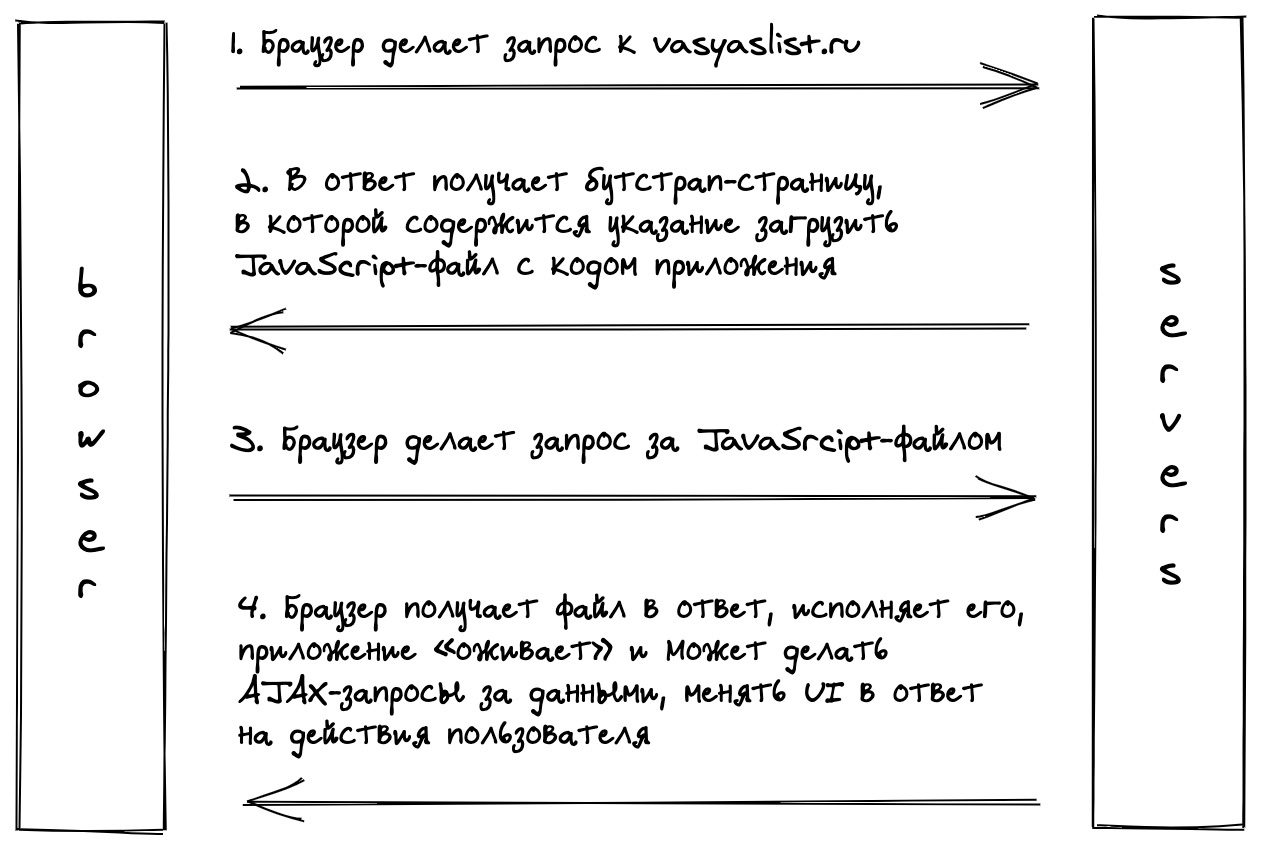 1. Браузер делает запрос к vasyaslist.ru
2. В ответ получает бутстрап-страницу,
в которой содержится указание загрузить
JavaScript-файл с кодом приложения
browser
servers
3. Браузер делает запрос за JavaSrcipt-файлом
4. Браузер получает файл в ответ, исполняет его,
приложение «оживает» и может делать
AJAX-запросы за данными, менять UI в ответ
на действия пользователя